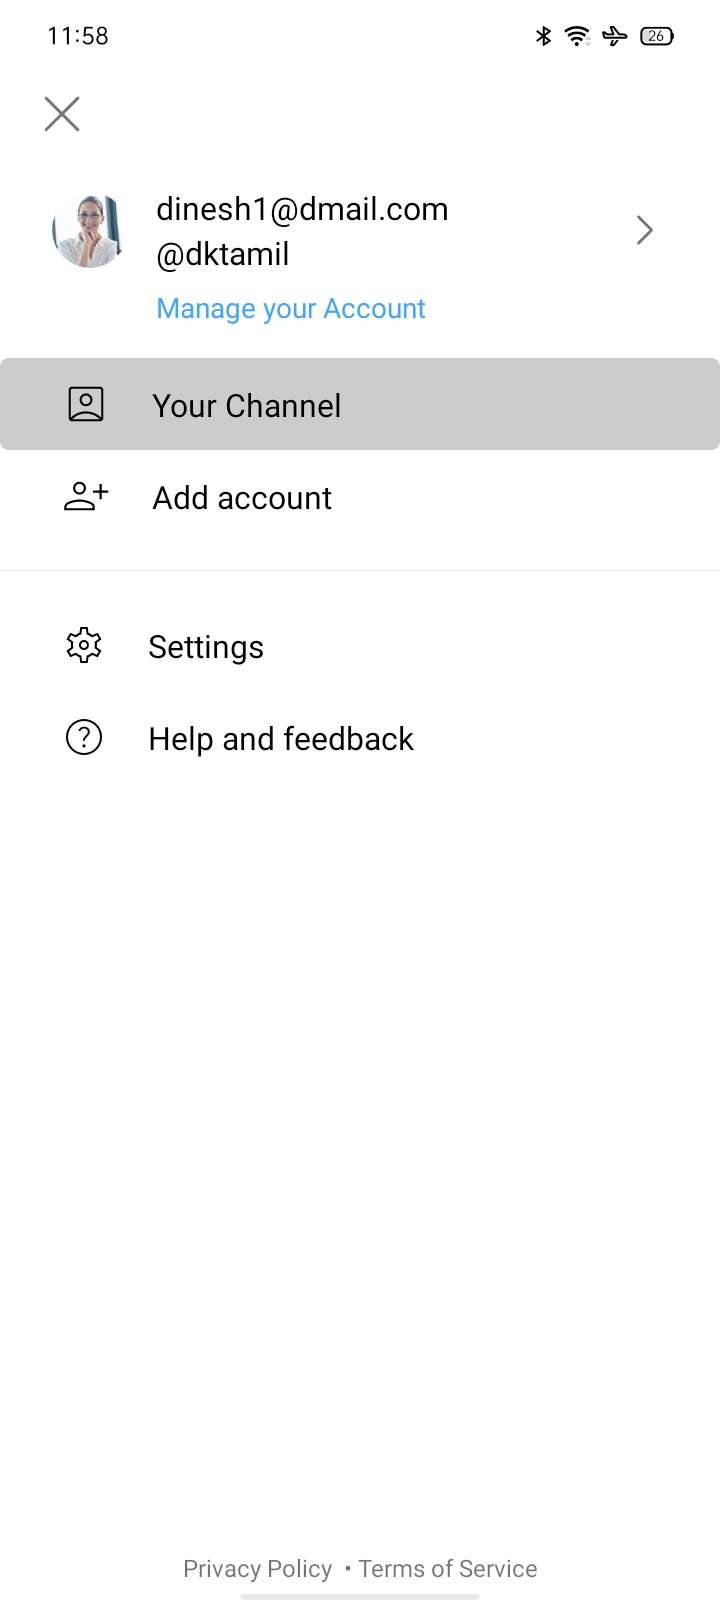 11:58
26
dinesh1@dmail.com
@dktamil
Manage your Account
Your Channel
Add account
Settings
Help and feedback
Privacy Policy • Terms of Service